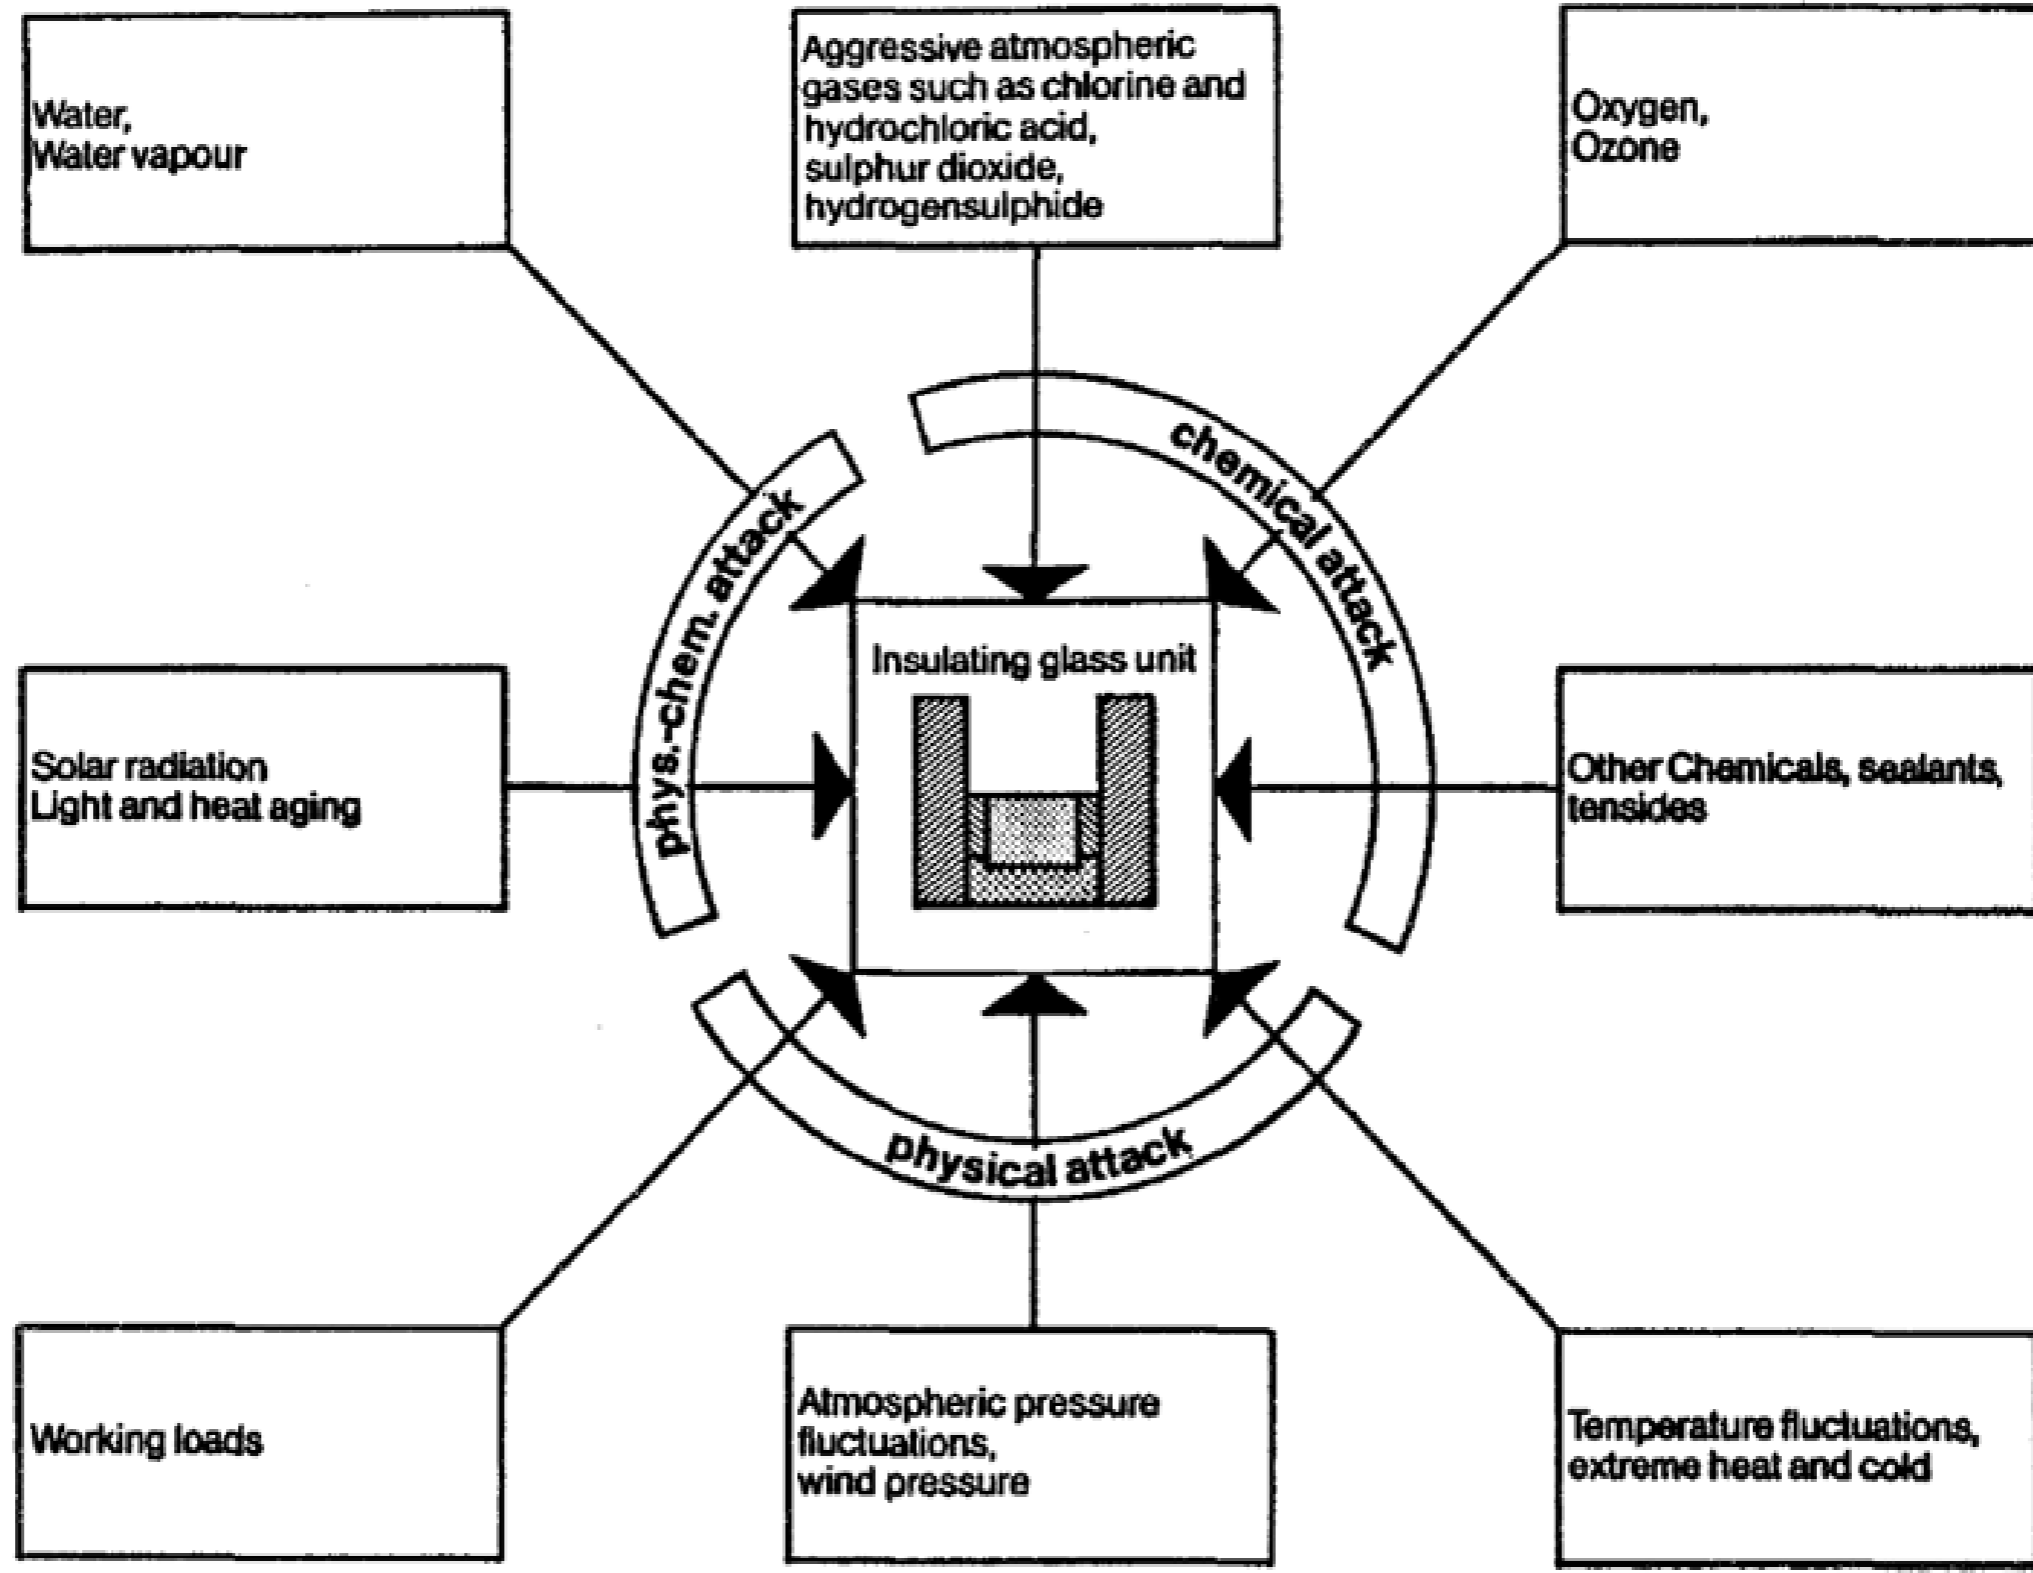 Water,
Water vapour
Aggressive atmospheric
gases such as chlorine and
hydrochloric acid,
sulphur dioxide,
hydrogensulphide
Oxygen,
Ozone
phys.-chem. attack
chemical attack
Insulating glass unit
Solar radiation
Light and heat aging
Other Chemicals, sealants,
tensides
physical attack
Working loads
Atmospheric pressure
fluctuations,
wind pressure
Temperature fluctuations,
extreme heat and cold